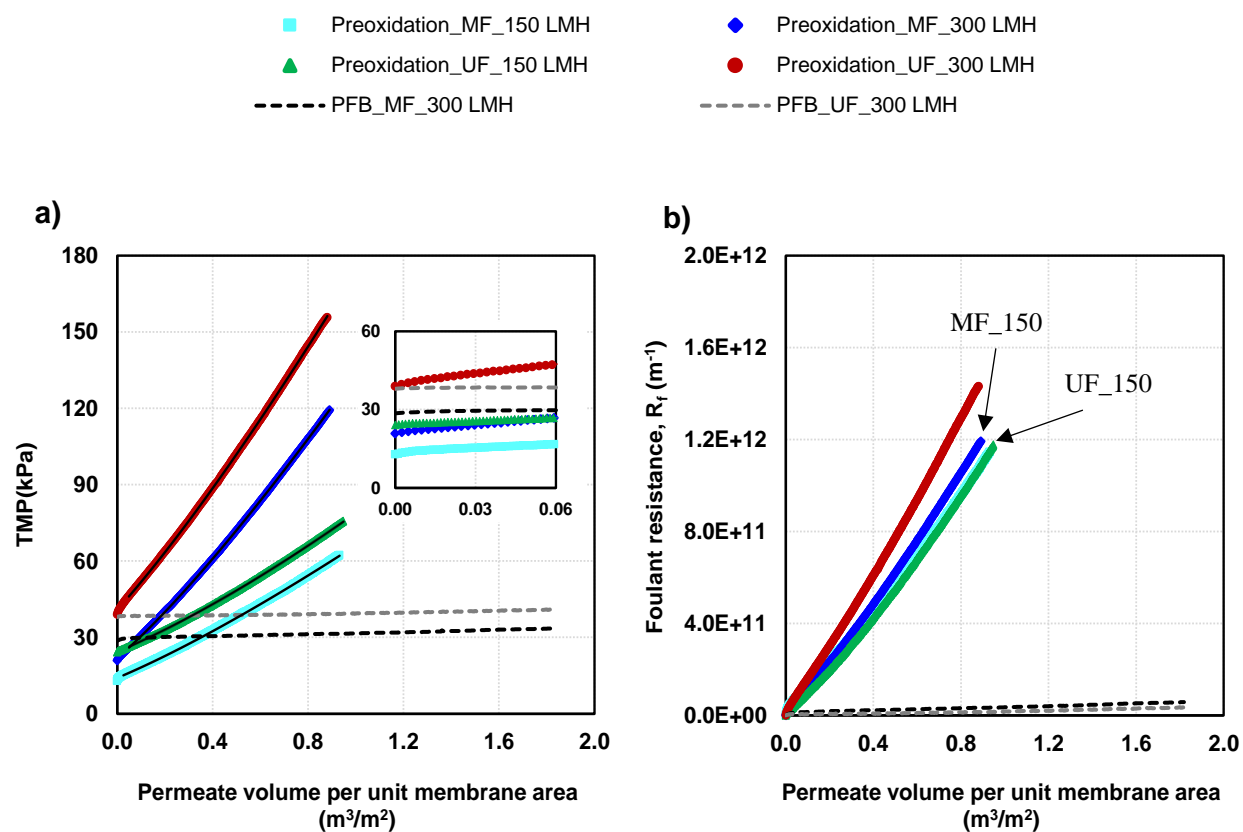 Preoxidation_MF_150 LMH
Preoxidation_MF_300 LMH
Preoxidation_UF_150 LMH
Preoxidation_UF_300 LMH
PFB_MF_300 LMH
PFB_UF_300 LMH
a)
180
150
120
90
60
30
0
TMP(kPa)
0.0
0.4
0.8
1.2
1.6
2.0
Permeate volume per unit membrane area
(m³/m²)
60
30
0
0.00
0.03
0.06
b)
2.0E+12
1.6E+12
1.2E+12
8.0E+11
4.0E+11
0.0E+00
Foulant resistance, Rf (m⁻¹)
MF_150
UF_150
0.0
0.4
0.8
1.2
1.6
2.0
Permeate volume per unit membrane area
(m³/m²)